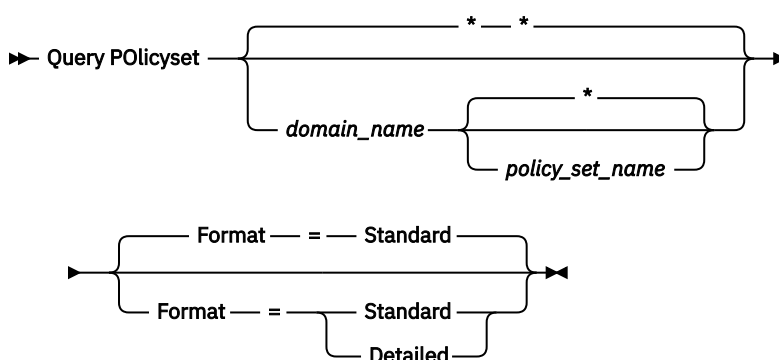 * *
Query POlicyset
*
domain_name
policy_set_name
Format = Standard
Format = Standard
Detailed